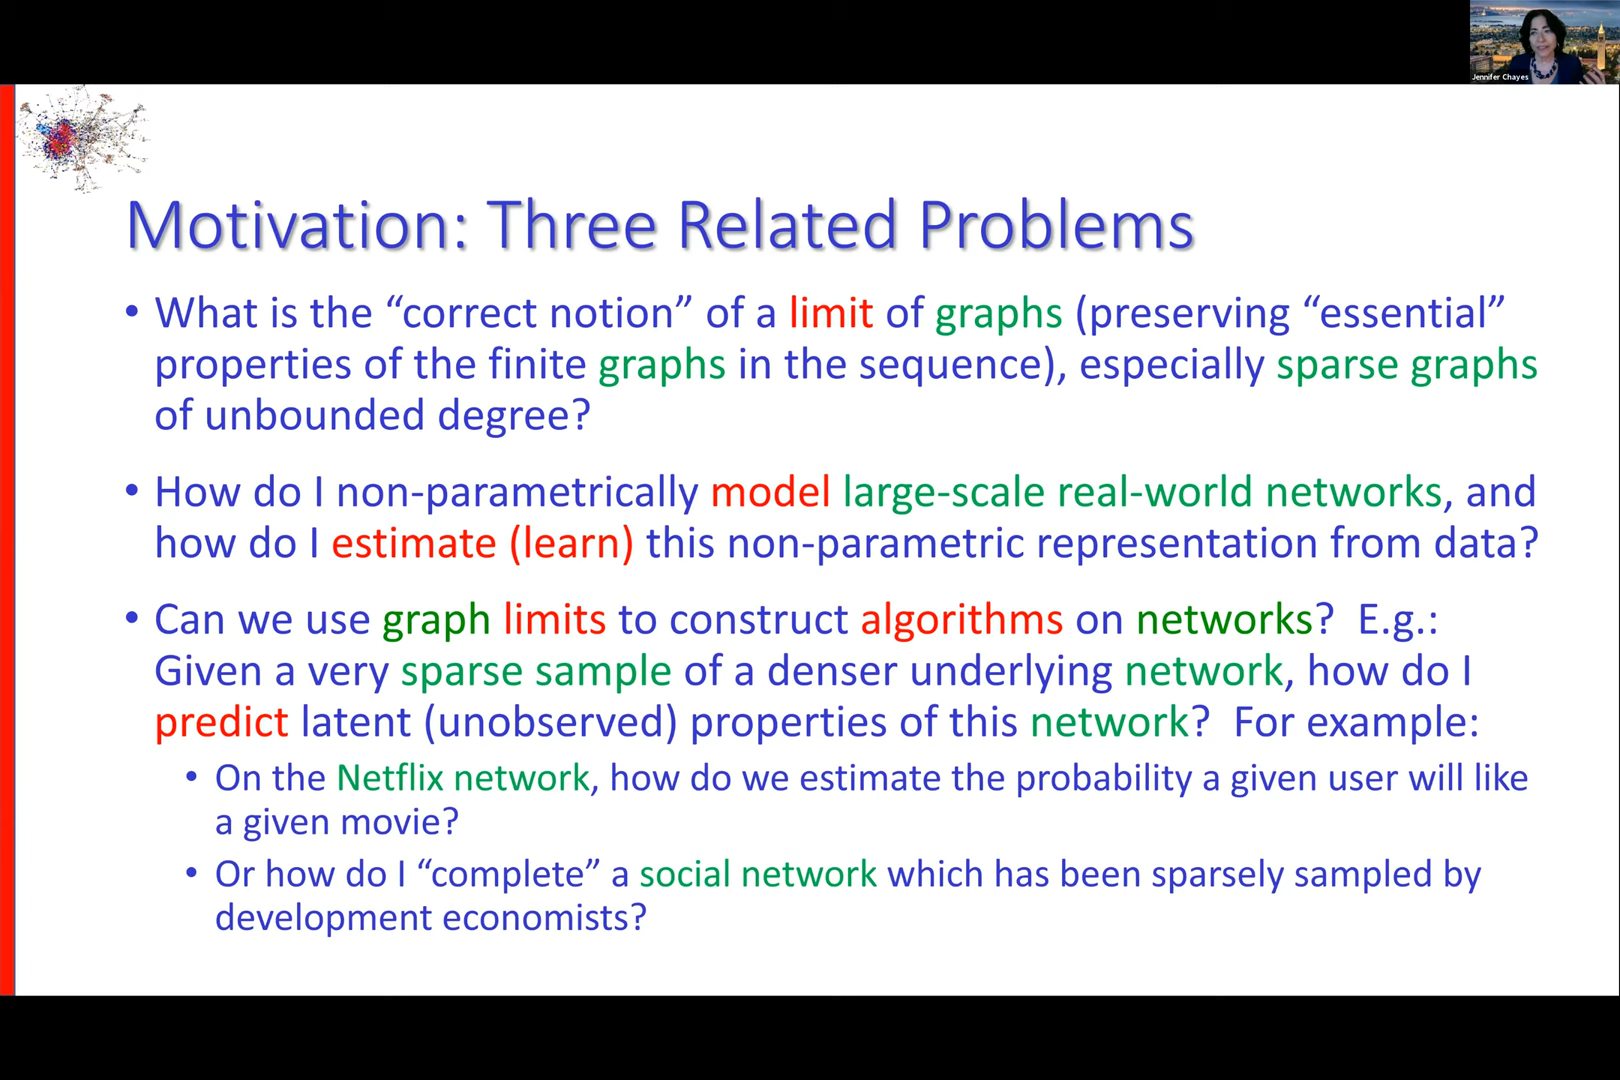 Jennifer Chayes
Motivation: Three Related Problems
• What is the “correct notion” of a limit of graphs (preserving “essential”
properties of the finite graphs in the sequence), especially sparse graphs
of unbounded degree?
• How do I non-parametrically model large-scale real-world networks, and
how do I estimate (learn) this non-parametric representation from data?
• Can we use graph limits to construct algorithms on networks? E.g.:
Given a very sparse sample of a denser underlying network, how do I
predict latent (unobserved) properties of this network? For example:
• On the Netflix network, how do we estimate the probability a given user will like
a given movie?
• Or how do I “complete” a social network which has been sparsely sampled by
development economists?